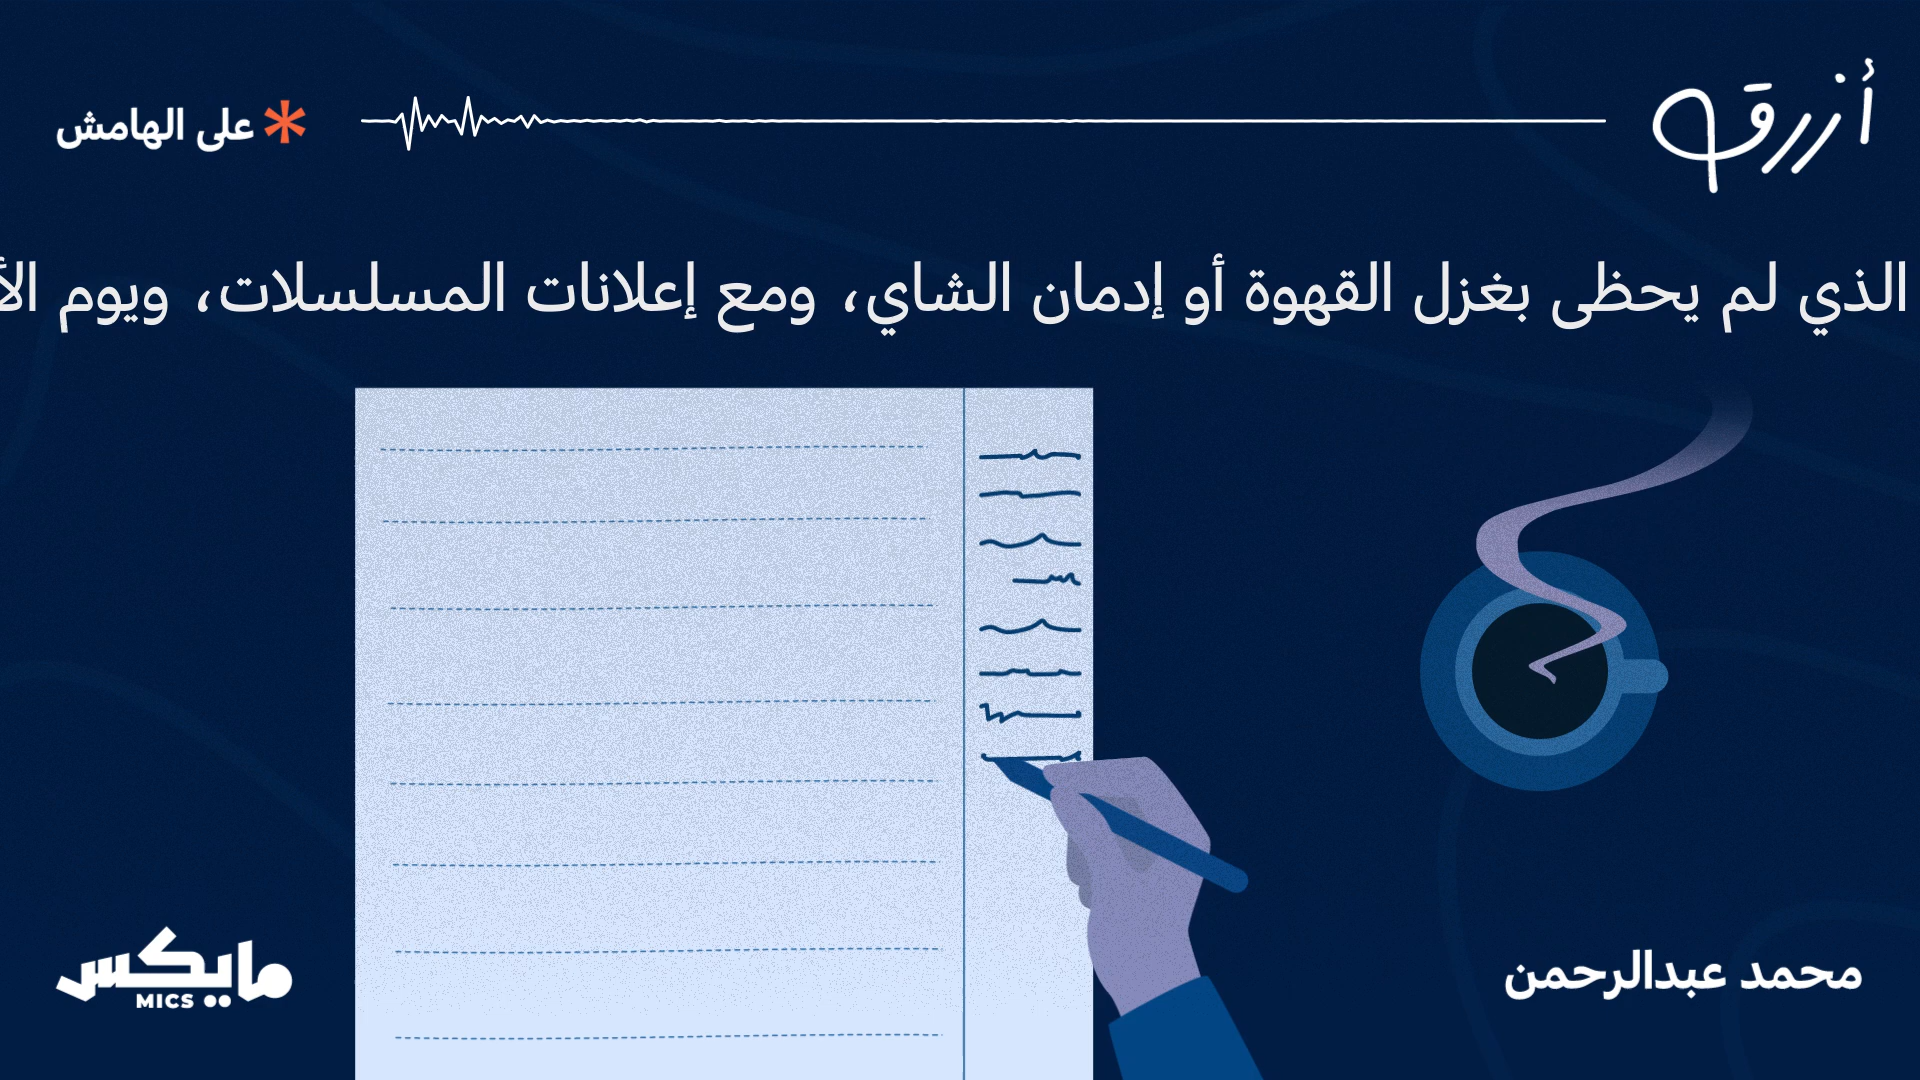 أزرق
* على الهامش
الذي لم يحظى بغزل القهوة أو إدمان الشاي، ومع إعلانات المسلسلات، ويوم الأ
محمد عبدالرحمن
مايكس
MICS